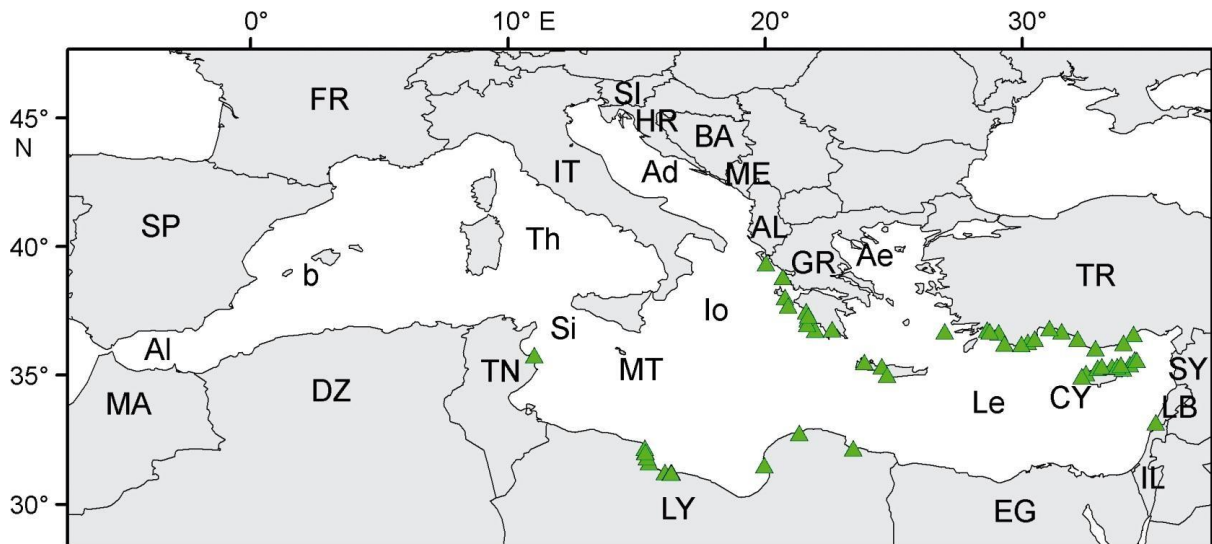 0° 10° E 20° 30°
45°
N
40°
35°
30°
FR
SI
HR
BA
IT
Ad
ME
SP
AL
Th
GR
Ae
TR
b
Io
Al
Si
TN
MT
SY
MA
DZ
Le
CY
LB
IL
LY
EG